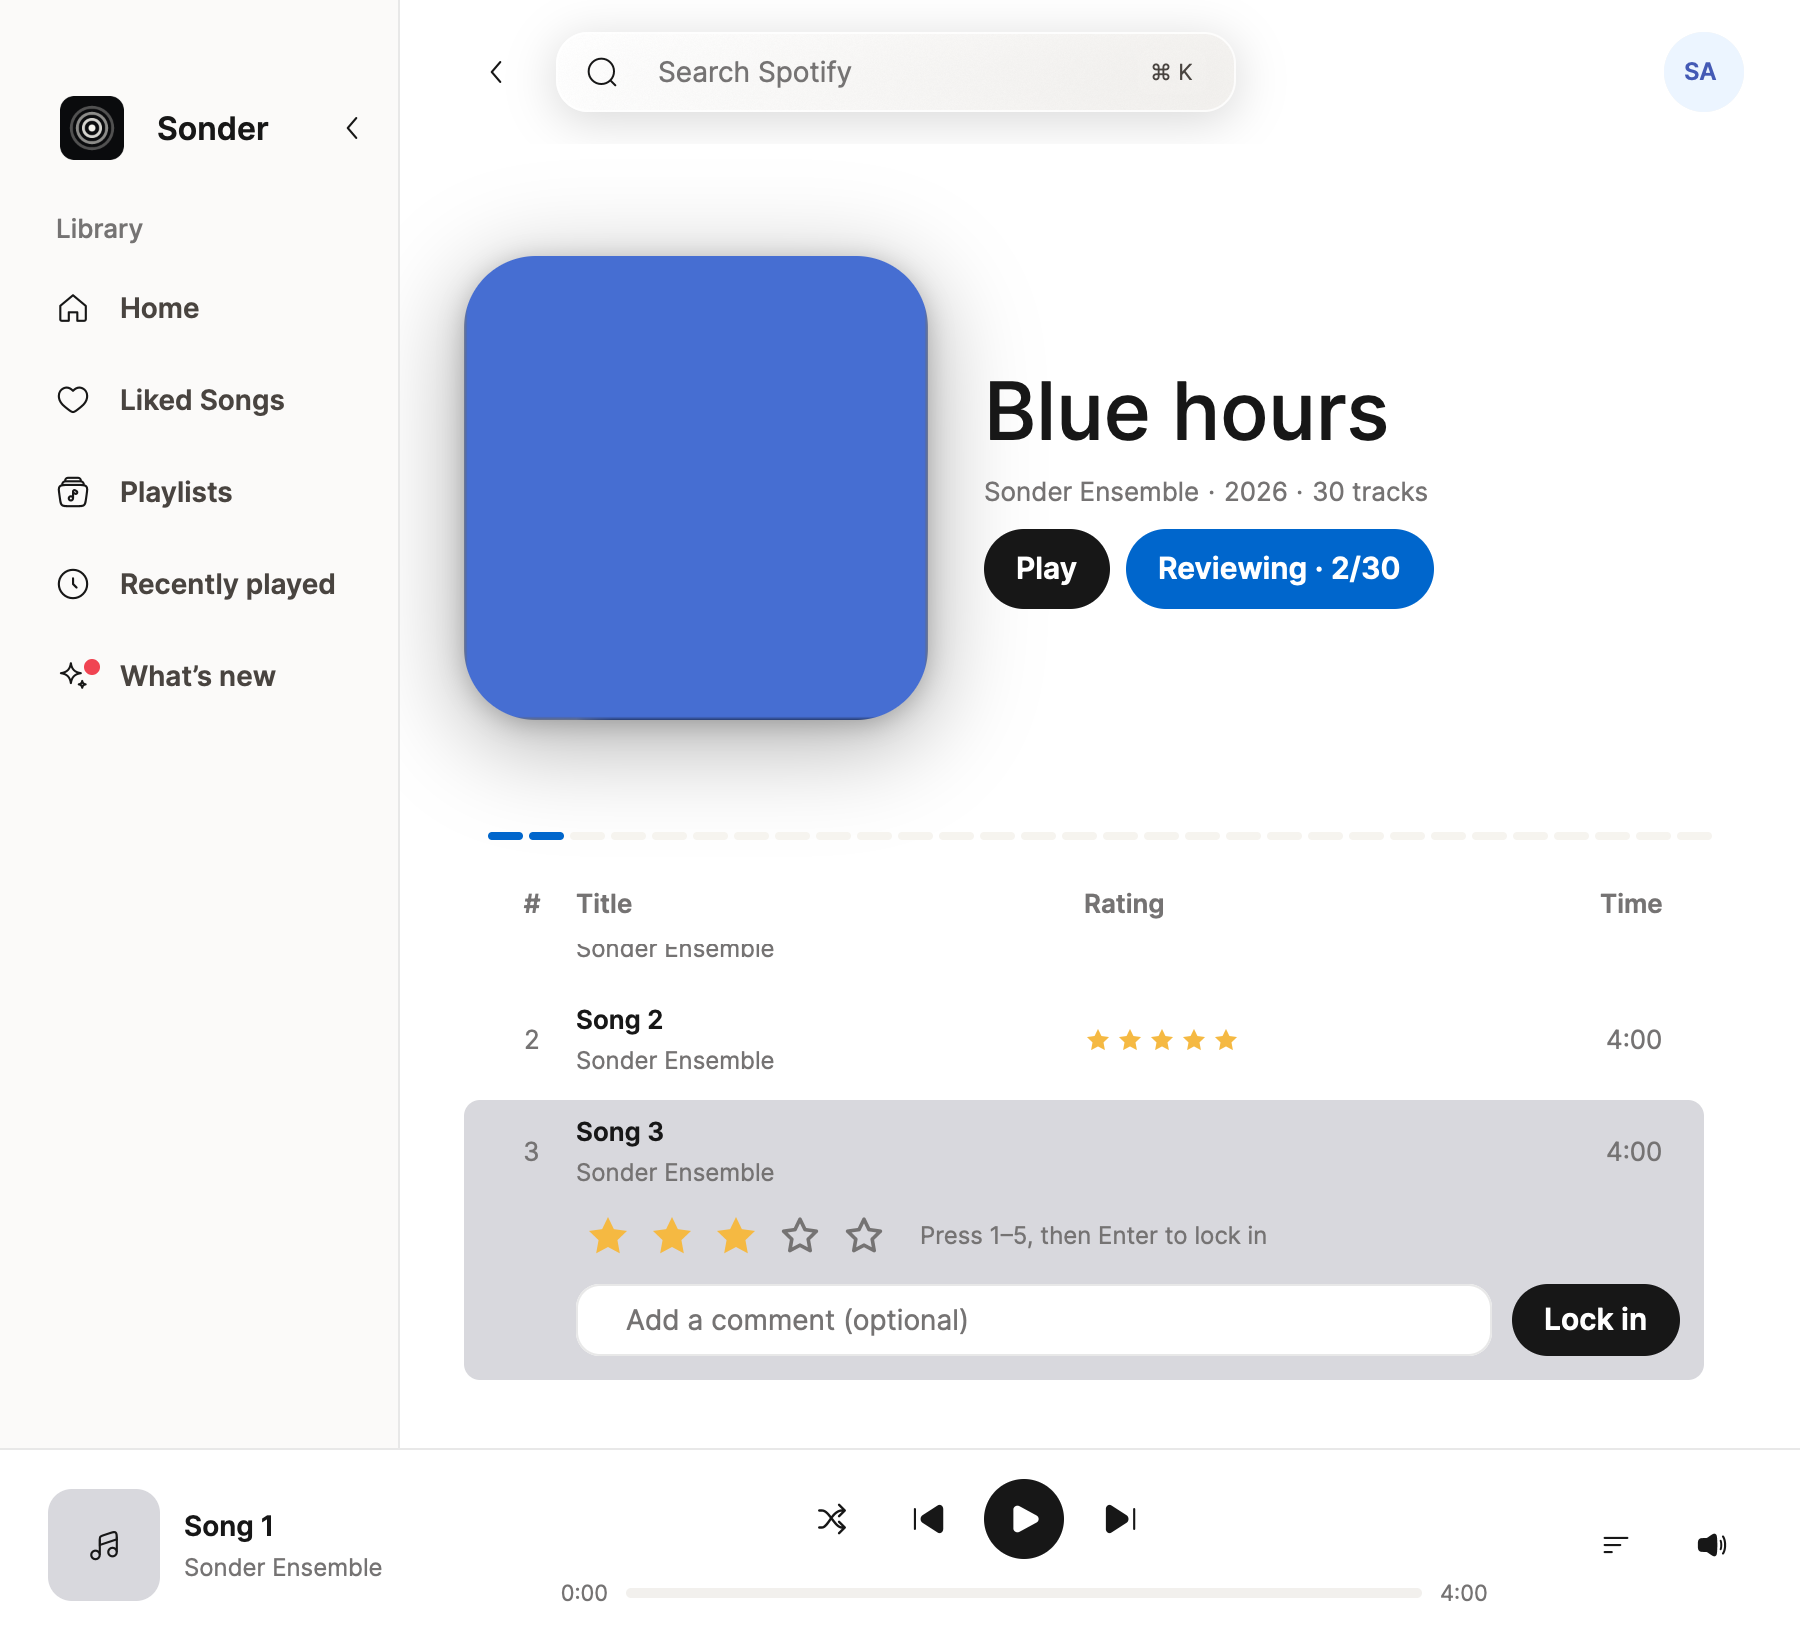 Search Spotify
⌘ K
SA
Sonder
Library
Home
Liked Songs
Playlists
Recently played
What’s new
Blue hours
Sonder Ensemble · 2026 · 30 tracks
Play
Reviewing · 2/30
# Title Rating Time
Sonder Ensemble
Song 2
2 4:00
Sonder Ensemble
Song 3
3 4:00
Sonder Ensemble
Press 1–5, then Enter to lock in
Add a comment (optional)
Lock in
Song 1
Sonder Ensemble
0:00
4:00